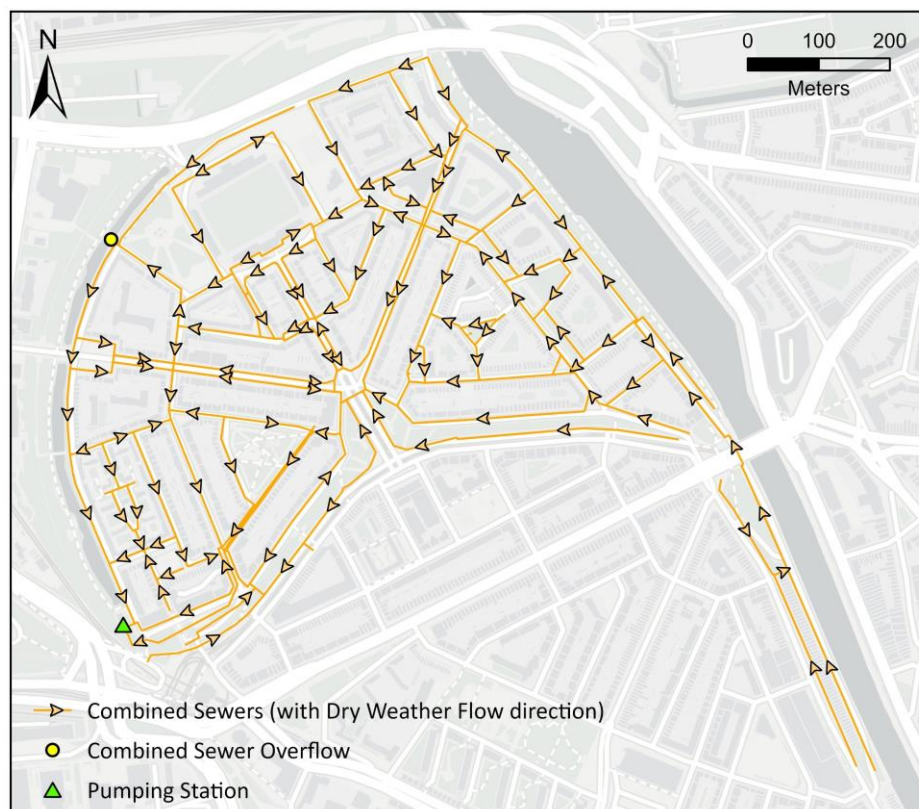 N
0 100 200
Meters
Combined Sewers (with Dry Weather Flow direction)
Combined Sewer Overflow
Pumping Station